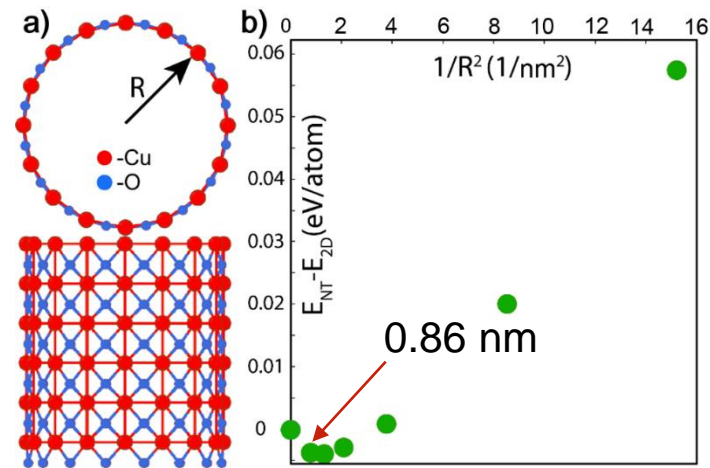 a)
R
-Cu
-O
b)
0 2 4 6 8 10 12 14 16
1/R² (1/nm²)
0.06
0.05
0.04
0.03
0.02
0.01
0
E_NT-E_2D (eV/atom)
0.86 nm